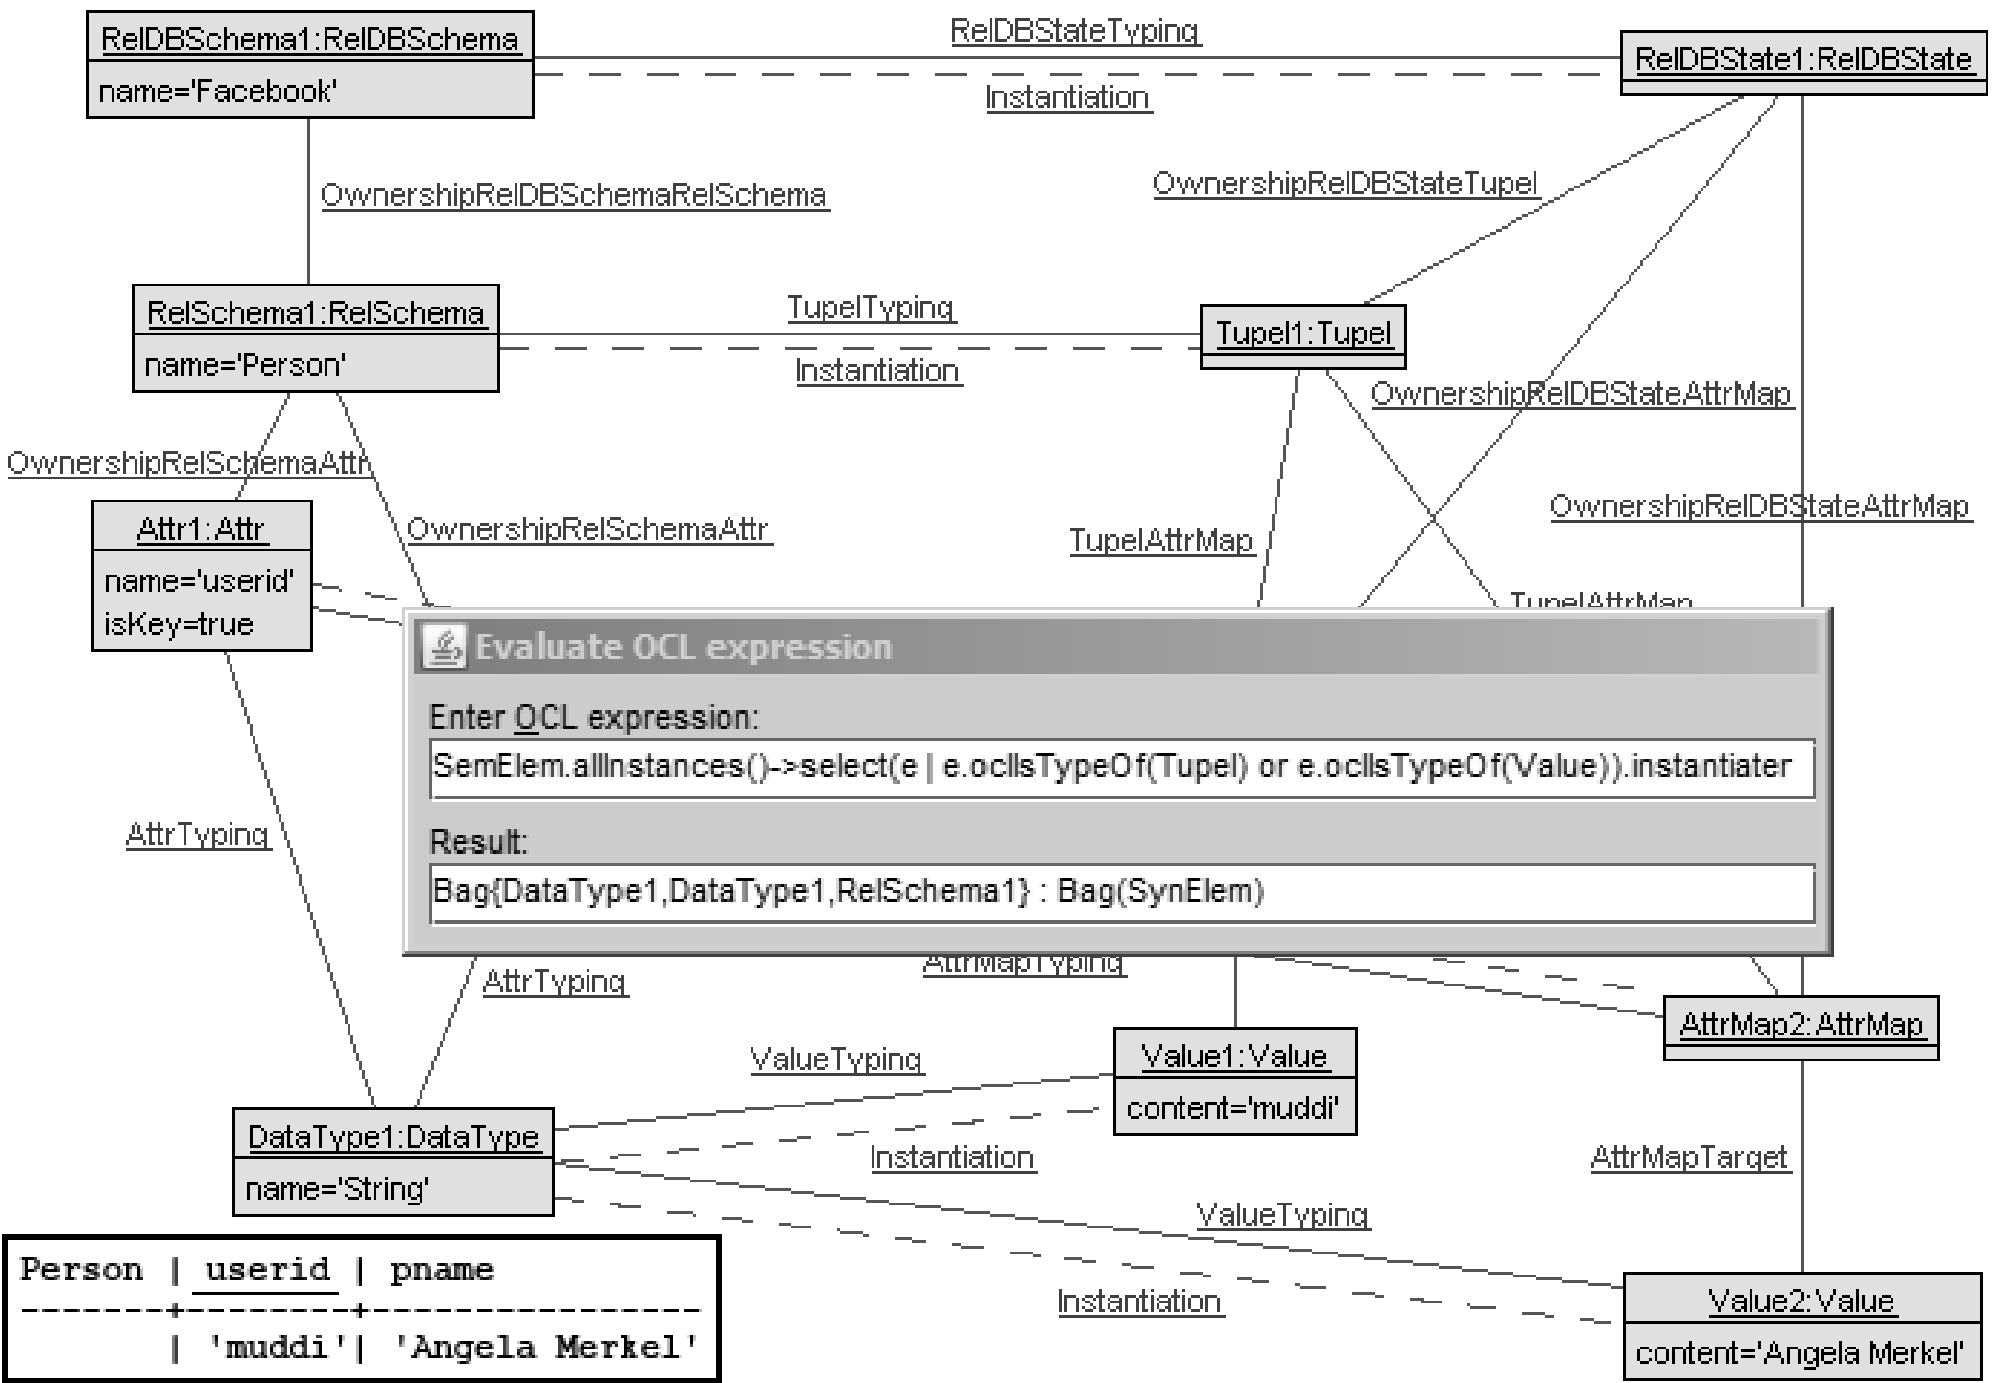 RelDBSchema1:RelDBSchema
name='Facebook'
RelDBStateTyping
Instantiation
RelDBState1:RelDBState
OwnershipRelDBSchemaRelSchema
OwnershipRelDBStateTupel
RelSchema1:RelSchema
name='Person'
TupelTyping
Instantiation
Tupel1:Tupel
OwnershipRelDBStateAttrMap
OwnershipRelSchemaAttr
OwnershipRelSchemaAttr
OwnershipRelDBStateAttrMap
Attr1:Attr
name='userid'
isKey=true
TupelAttrMap
TupelAttrMap
Evaluate OCL expression
Enter OCL expression:
SemElem.allInstances()->select(e | e.oclIsTypeOf(Tupel) or e.oclIsTypeOf(Value)).instantiater
Result:
Bag{DataType1,DataType1,RelSchema1} : Bag(SynElem)
AttrTyping
AttrTyping
AttrMapTyping
AttrMap2:AttrMap
ValueTyping
Value1:Value
content='muddi'
Instantiation
AttrMapTarget
DataType1:DataType
name='String'
ValueTyping
Instantiation
Value2:Value
content='Angela Merkel'
Person | userid | pname
-------+--------+----------------
| 'muddi'| 'Angela Merkel'